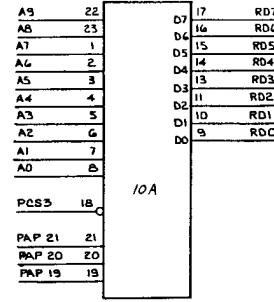 A9 22
A8 23
A7 1
A6 2
A5 3
A4 4
A3 5
A2 6
A1 7
A0 8
PCS3 18
PAP 21 21
PAP 20 20
PAP 19 19
10A
D7 17 RD7
D6 16 RD6
D5 15 RD5
D4 14 RD4
D3 13 RD3
D2 11 RD2
D1 10 RD1
D0 9 RD0